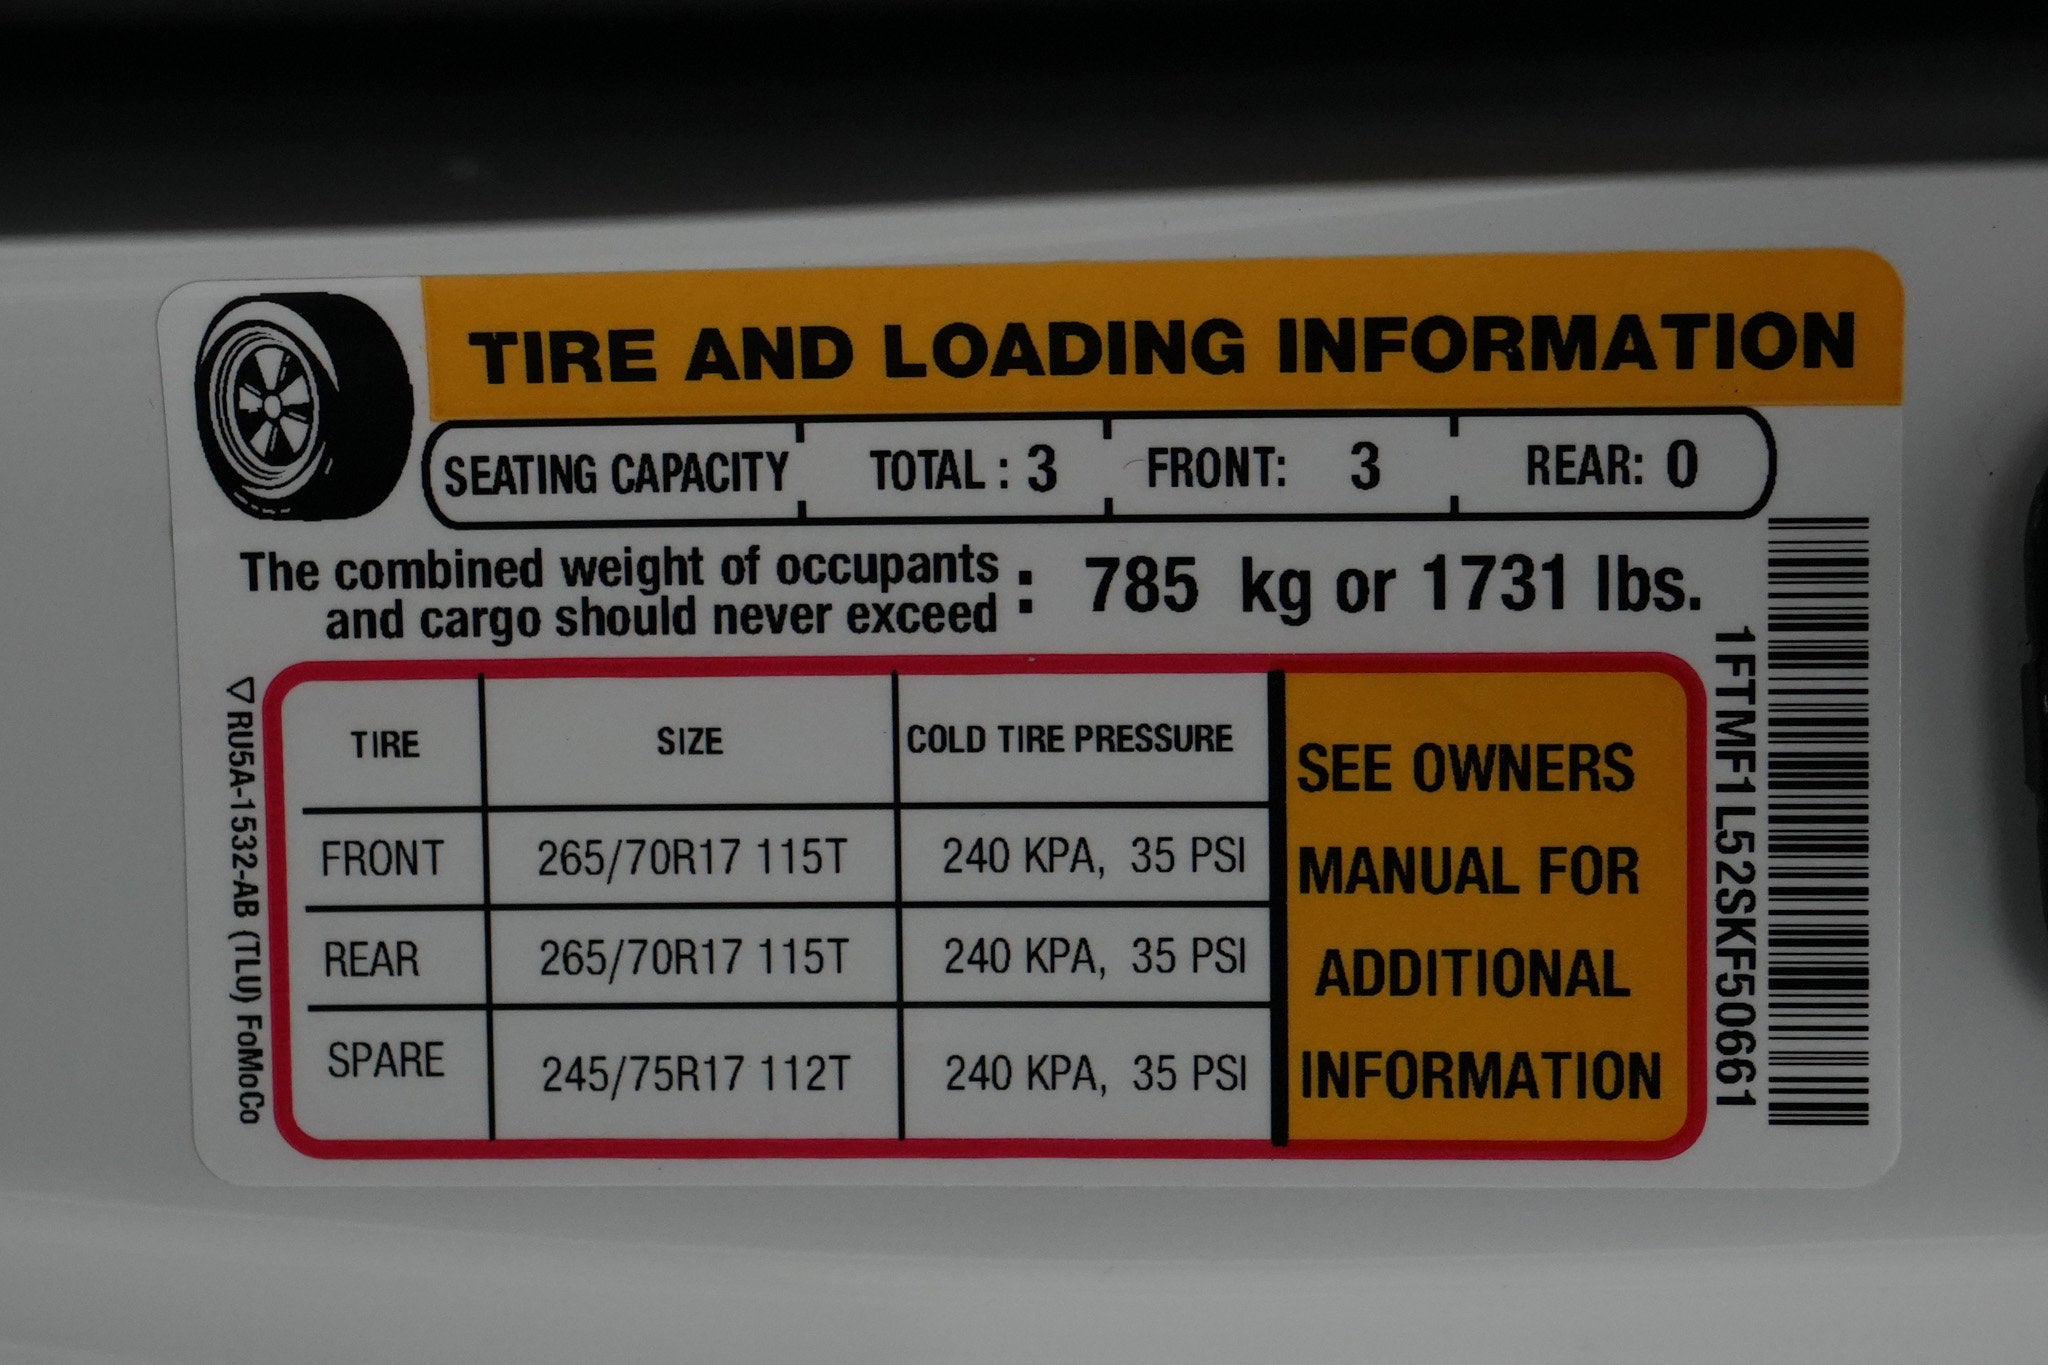 TIRE AND LOADING INFORMATION
SEATING CAPACITY TOTAL : 3 FRONT: 3 REAR: 0
The combined weight of occupants
and cargo should never exceed : 785 kg or 1731 lbs.
TIRE SIZE COLD TIRE PRESSURE
FRONT 265/70R17 115T 240 KPA, 35 PSI
REAR 265/70R17 115T 240 KPA, 35 PSI
SPARE 245/75R17 112T 240 KPA, 35 PSI
SEE OWNERS
MANUAL FOR
ADDITIONAL
INFORMATION
1FTMF1L52SKF50661
RU5A-1532-AB (TLU) FoMoCo